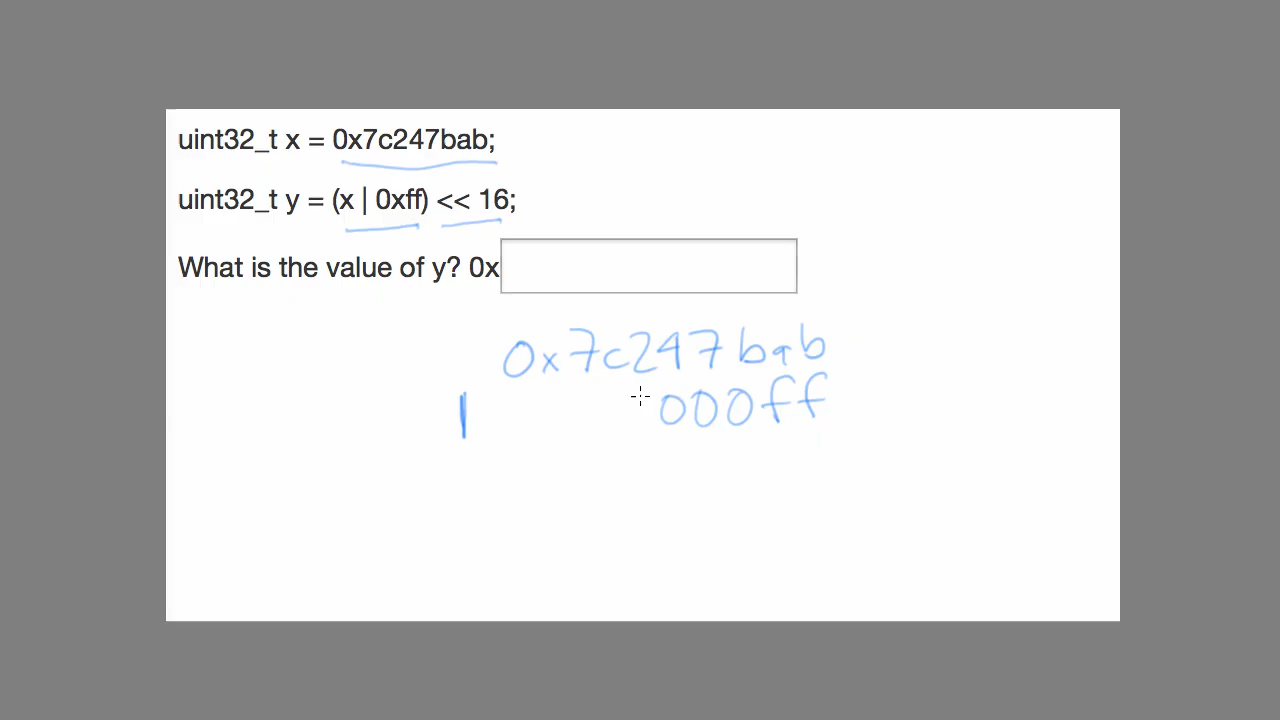 uint32_t x = 0x7c247bab;
uint32_t y = (x | 0xff) << 16;
What is the value of y? 0x
0x7c247bab
| 000ff